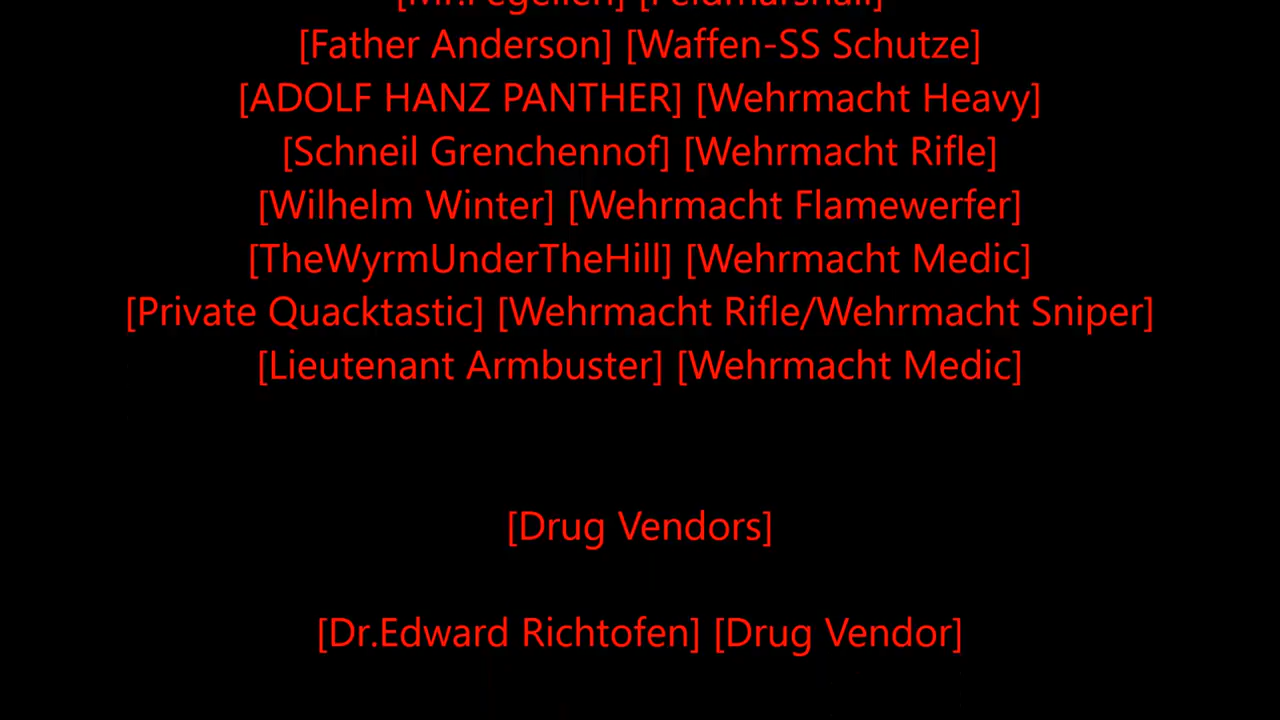 [Father Anderson] [Waffen-SS Schutze]
[ADOLF HANZ PANTHER] [Wehrmacht Heavy]
[Schneil Grenchennof] [Wehrmacht Rifle]
[Wilhelm Winter] [Wehrmacht Flamewerfer]
[TheWyrmUnderTheHill] [Wehrmacht Medic]
[Private Quacktastic] [Wehrmacht Rifle/Wehrmacht Sniper]
[Lieutenant Armbuster] [Wehrmacht Medic]
[Drug Vendors]
[Dr.Edward Richtofen] [Drug Vendor]